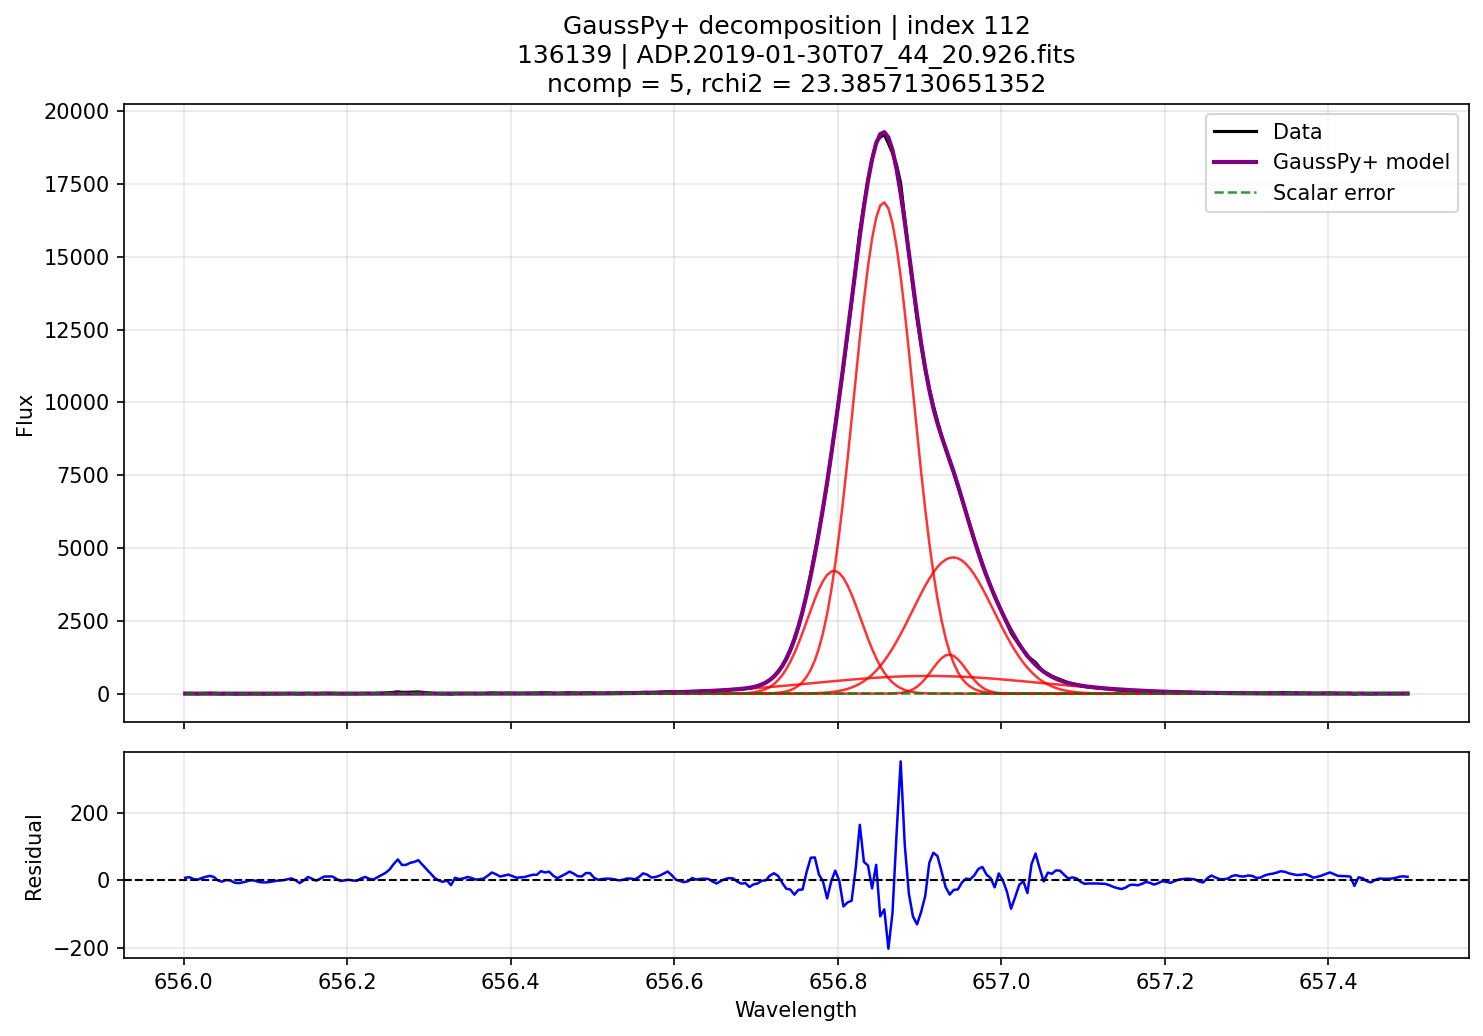 GaussPy+ decomposition | index 112
136139 | ADP.2019-01-30T07_44_20.926.fits
ncomp = 5, rchi2 = 23.3857130651352
20000
17500
15000
12500
10000
7500
5000
2500
0
Flux
Data
GaussPy+ model
Scalar error
200
0
−200
Residual
656.0
656.2
656.4
656.6
656.8
657.0
657.2
657.4
Wavelength